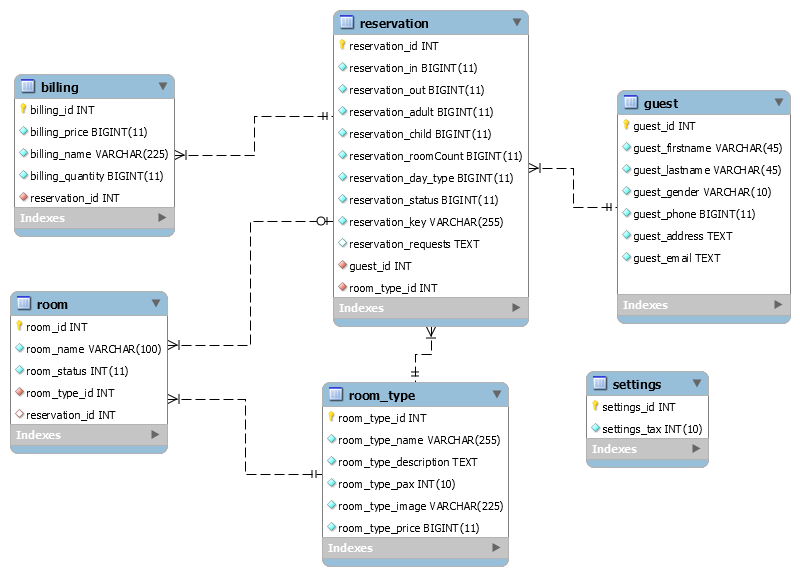 reservation
reservation_id INT
reservation_in BIGINT(11)
reservation_out BIGINT(11)
reservation_adult BIGINT(11)
reservation_child BIGINT(11)
reservation_roomCount BIGINT(11)
reservation_day_type BIGINT(11)
reservation_status BIGINT(11)
reservation_key VARCHAR(255)
reservation_requests TEXT
guest_id INT
room_type_id INT
Indexes
billing
billing_id INT
billing_price BIGINT(11)
billing_name VARCHAR(225)
billing_quantity BIGINT(11)
reservation_id INT
Indexes
guest
guest_id INT
guest_firstname VARCHAR(45)
guest_lastname VARCHAR(45)
guest_gender VARCHAR(10)
guest_phone BIGINT(11)
guest_address TEXT
guest_email TEXT
Indexes
room
room_id INT
room_name VARCHAR(100)
room_status INT(11)
room_type_id INT
reservation_id INT
Indexes
room_type
room_type_id INT
room_type_name VARCHAR(255)
room_type_description TEXT
room_type_pax INT(10)
room_type_image VARCHAR(225)
room_type_price BIGINT(11)
Indexes
settings
settings_id INT
settings_tax INT(10)
Indexes